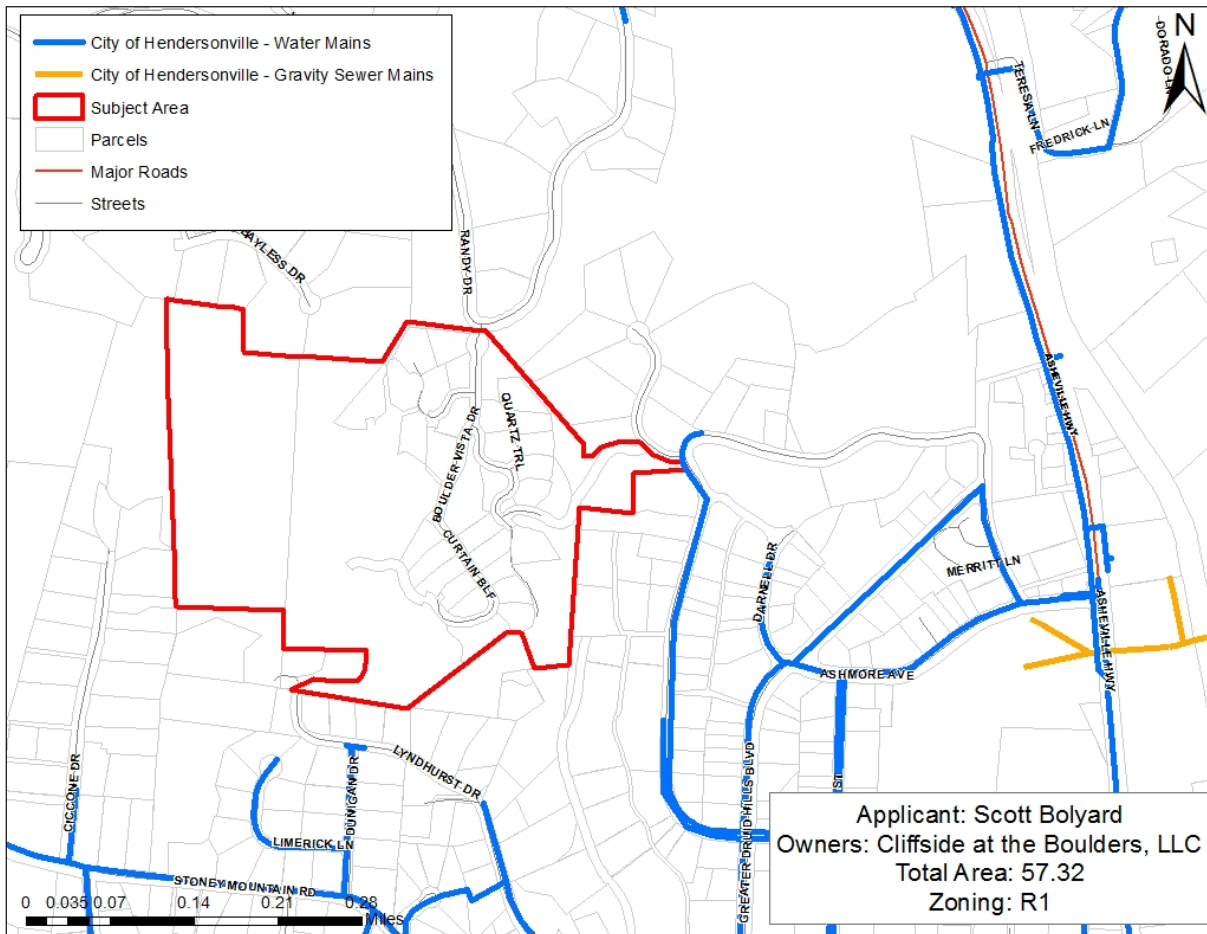 City of Hendersonville - Water Mains
City of Hendersonville - Gravity Sewer Mains
Subject Area
Parcels
Major Roads
Streets
N
DORADO LN
TERESA LN
FREDRICK LN
AYLESS DR
RANDY DR
ASHEVILLE HWY
QUARTZ TRL
BOULDER VISTA DR
CURTAIN BLF
DARNELL DR
MERRITT LN
ASHEVILLE HWY
ASHMORE AVE
LYNDHURST DR
CICCONE DR
DUNIGAN DR
LIMERICK LN
GREATER DRUID HILLS BLVD
ST
STONEY MOUNTAIN RD
0 0.035 0.07 0.14 0.21 0.28
Miles
Applicant: Scott Bolyard
Owners: Cliffside at the Boulders, LLC
Total Area: 57.32
Zoning: R1